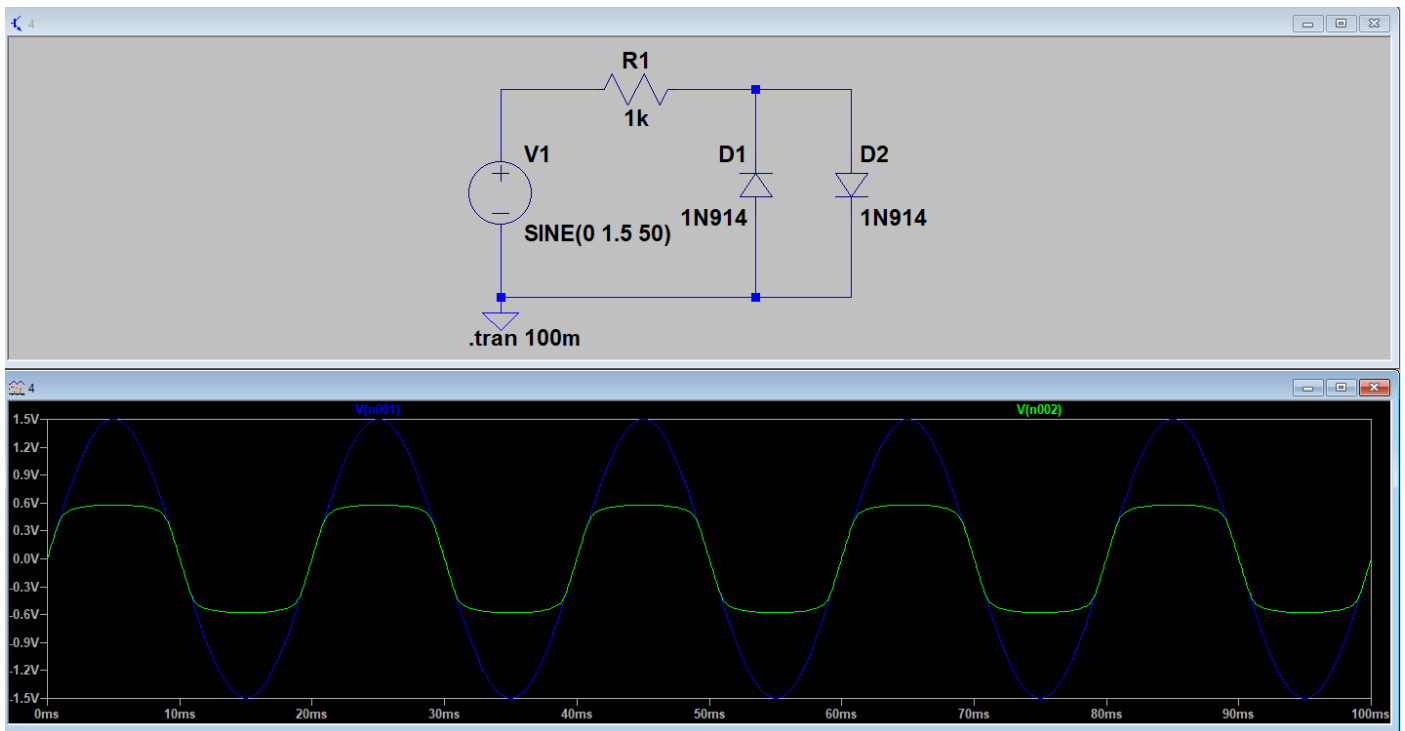 4
R1
1k
V1
D1
D2
1N914
1N914
SINE(0 1.5 50)
.tran 100m
4
V(n001)
V(n002)
1.5V
1.2V
0.9V
0.6V
0.3V
0.0V
-0.3V
-0.6V
-0.9V
-1.2V
-1.5V
0ms
10ms
20ms
30ms
40ms
50ms
60ms
70ms
80ms
90ms
100ms